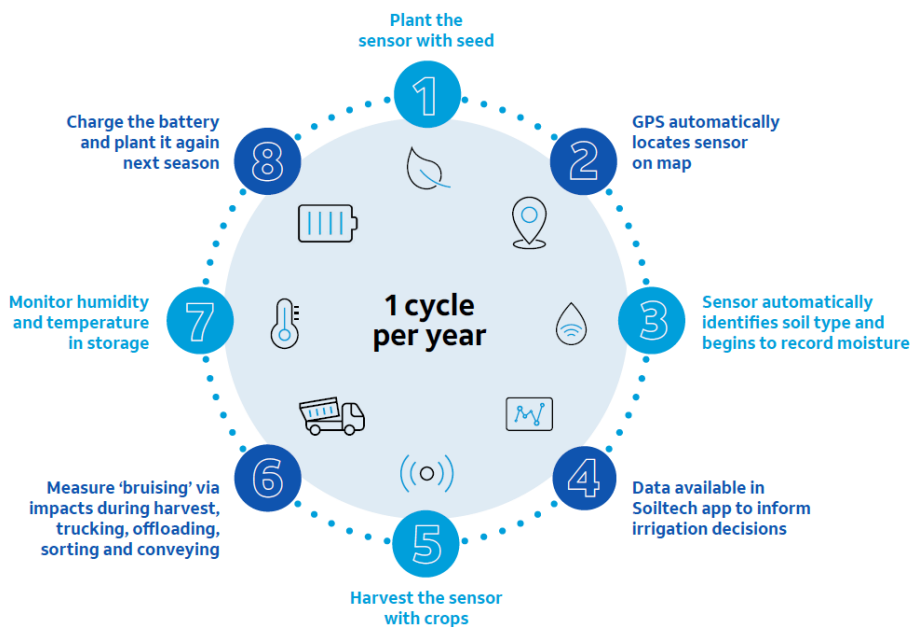 1
Plant the
sensor with seed
2
GPS automatically
locates sensor
on map
3
Sensor automatically
identifies soil type and
begins to record moisture
4
Data available in
Soiltech app to inform
irrigation decisions
5
Harvest the sensor
with crops
6
Measure ‘bruising’ via
impacts during harvest,
trucking, offloading,
sorting and conveying
7
Monitor humidity
and temperature
in storage
8
Charge the battery
and plant it again
next season
1 cycle
per year